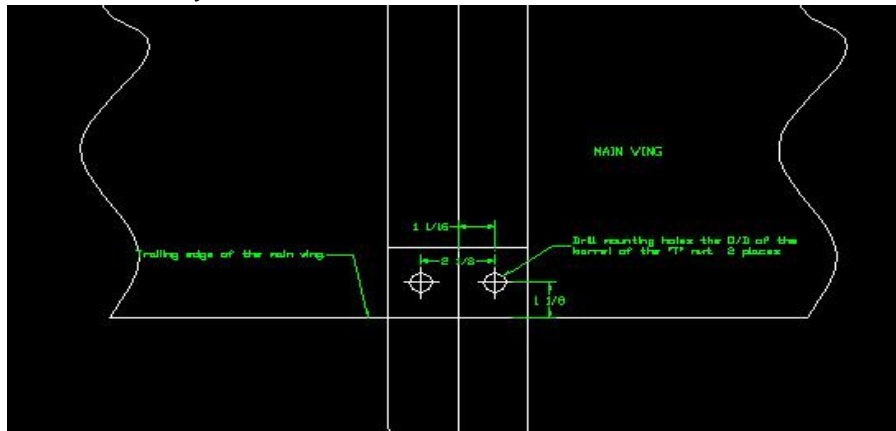 MAIN WING
1 1/16
Drill mounting holes the O/D of the
barrel of the "T" nut 2 places
Trailing edge of the main wing
2 1/8
1 1/8